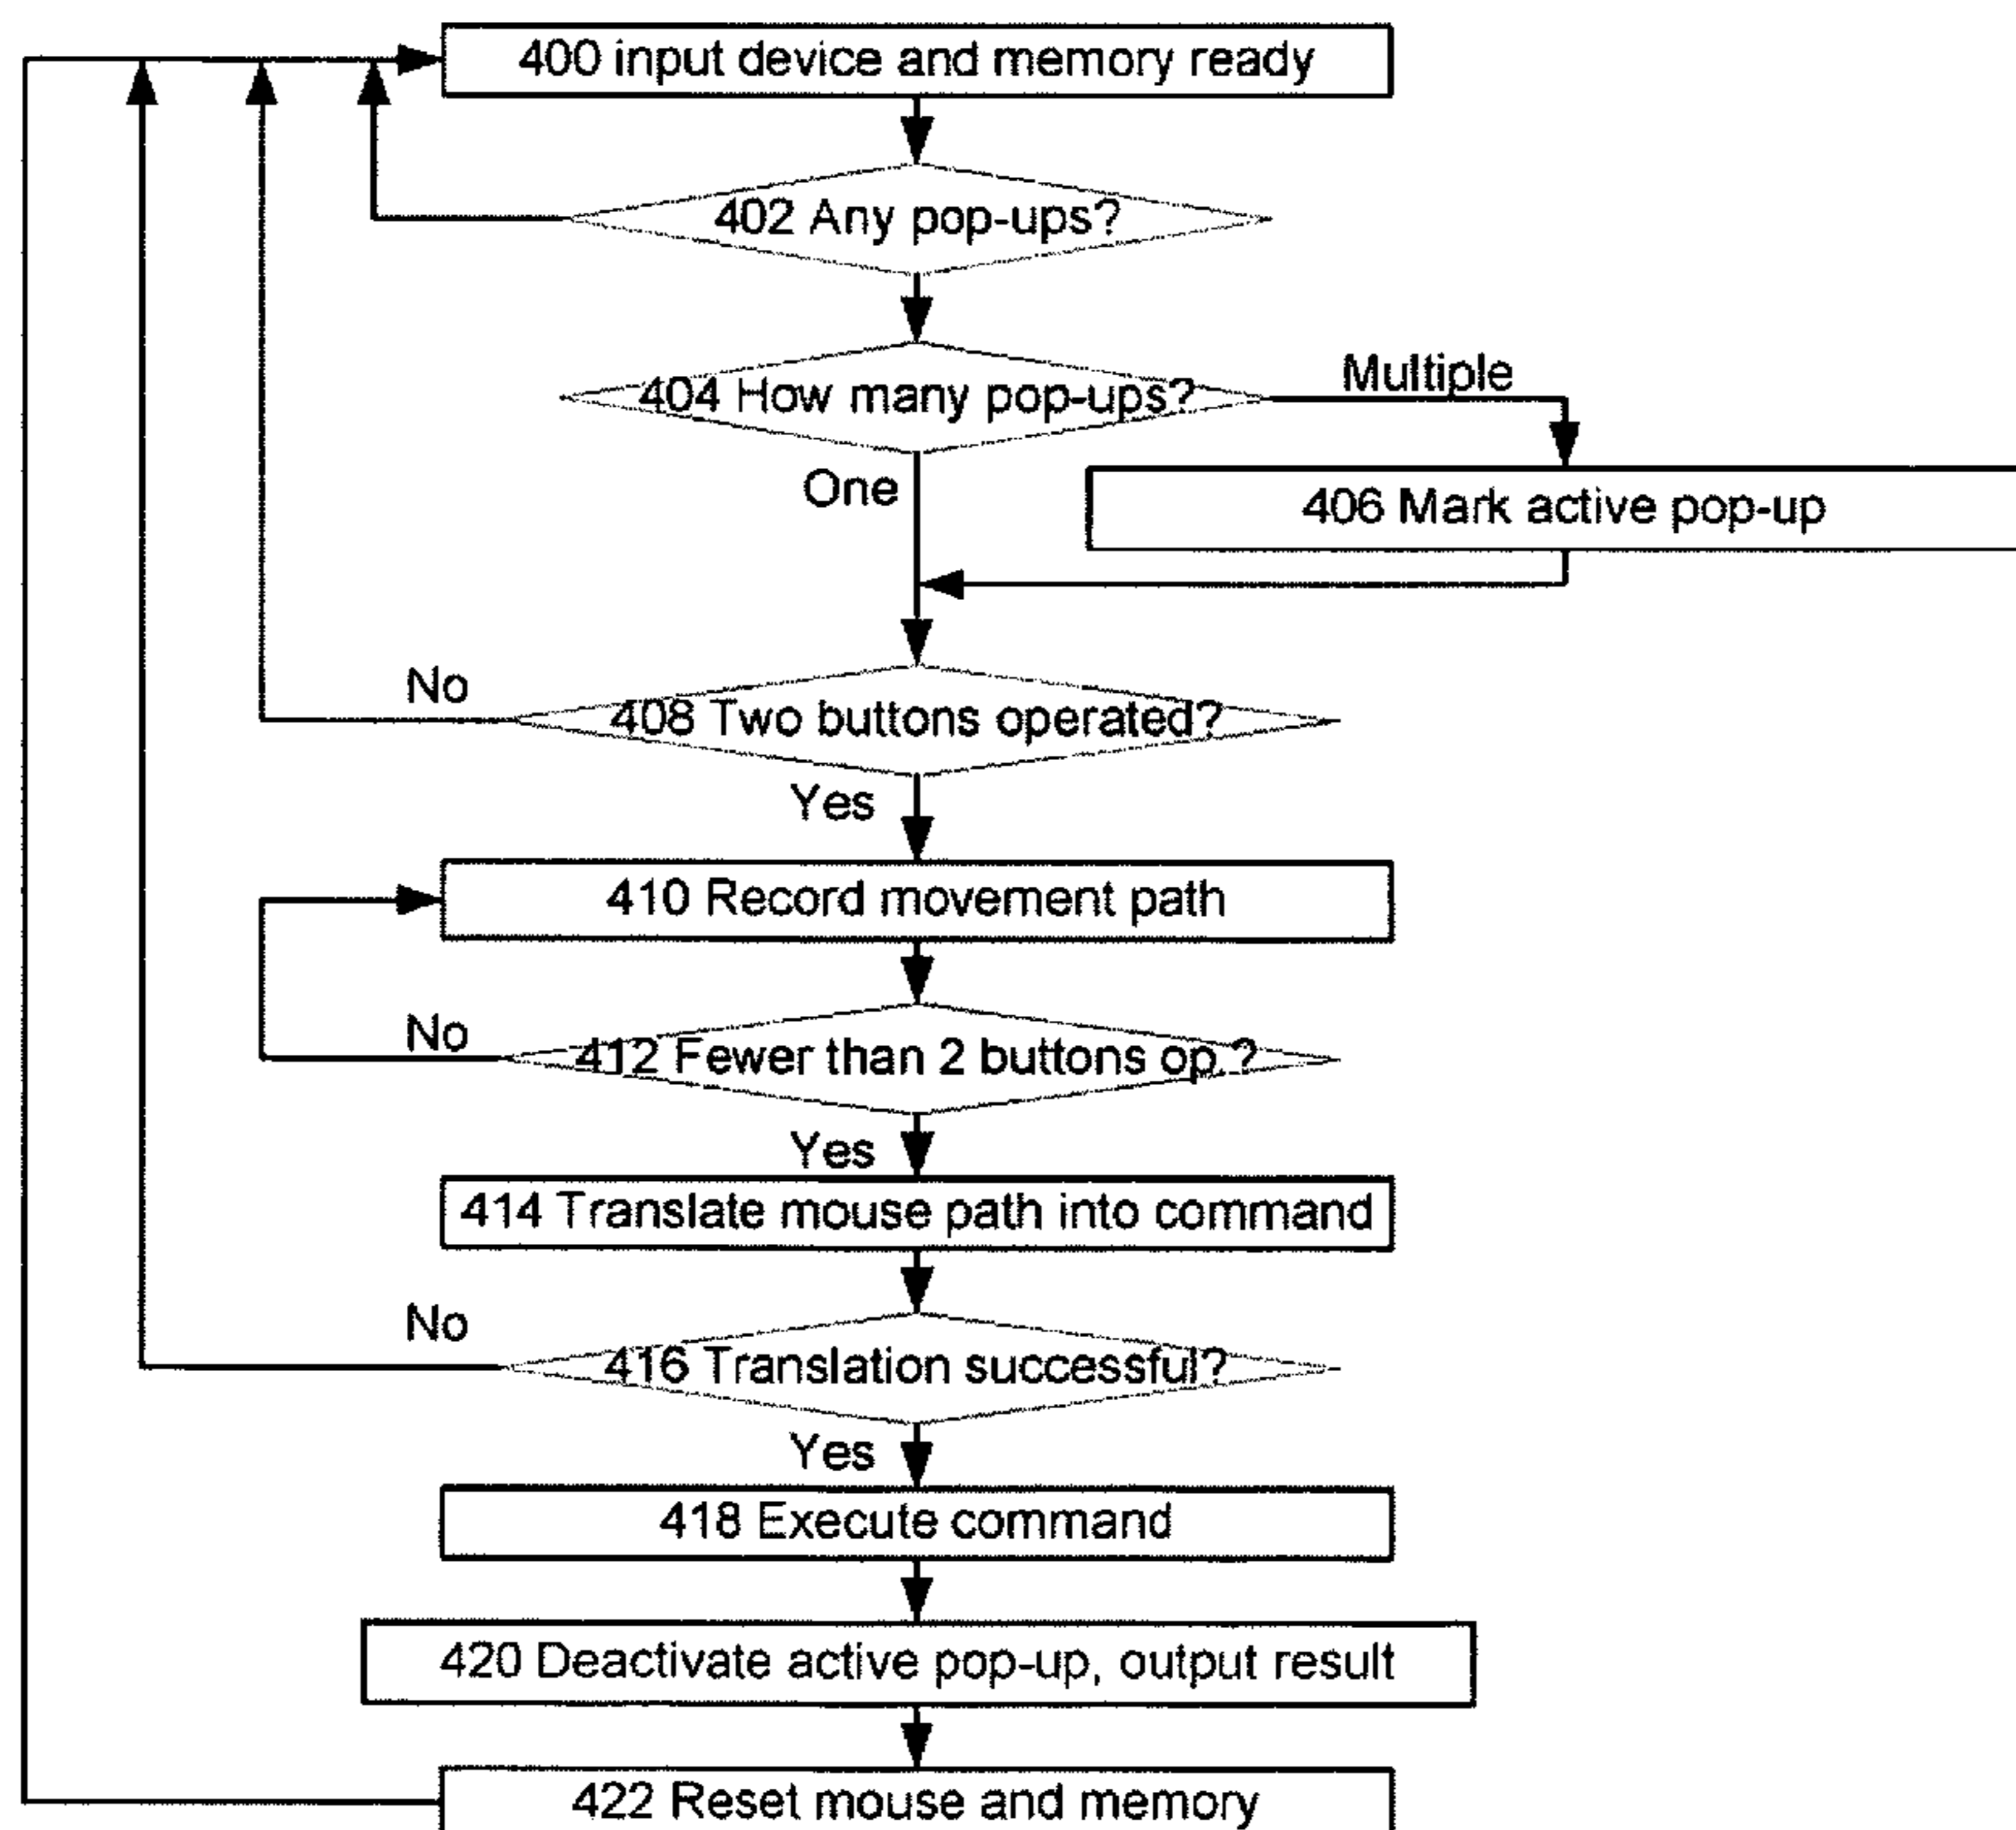 400 input device and memory ready
402 Any pop-ups?
404 How many pop-ups?
Multiple
One
406 Mark active pop-up
No
408 Two buttons operated?
Yes
410 Record movement path
No
412 Fewer than 2 buttons op.?
Yes
414 Translate mouse path into command
No
416 Translation successful?
Yes
418 Execute command
420 Deactivate active pop-up, output result
422 Reset mouse and memory